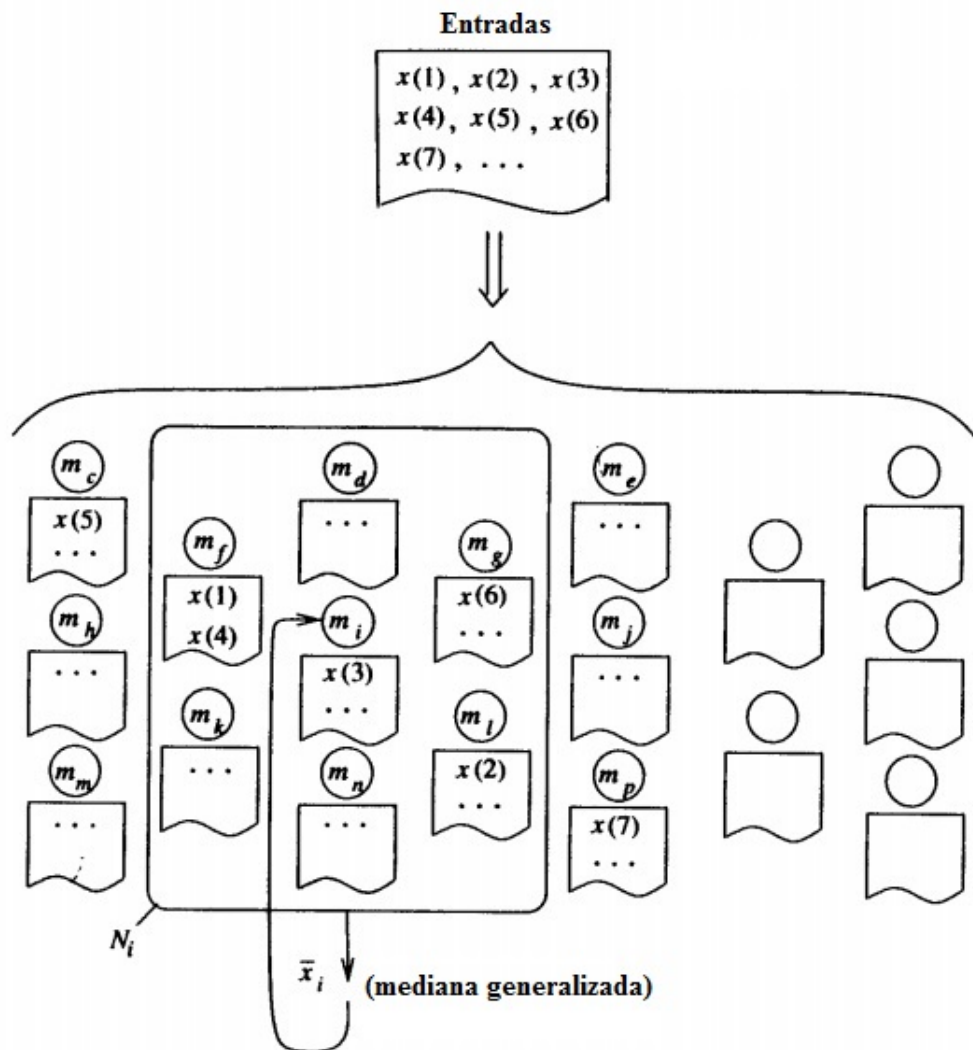 Entradas
x(1), x(2), x(3)
x(4), x(5), x(6)
x(7), ...
m_c
x(5)
...
m_f
x(1)
x(4)
m_d
...
m_g
x(6)
...
m_e
...
m_h
...
m_i
x(3)
...
m_j
...
m_k
...
m_l
x(2)
...
m_m
...
m_n
...
m_p
x(7)
...
N_i
x̄_i
(mediana generalizada)